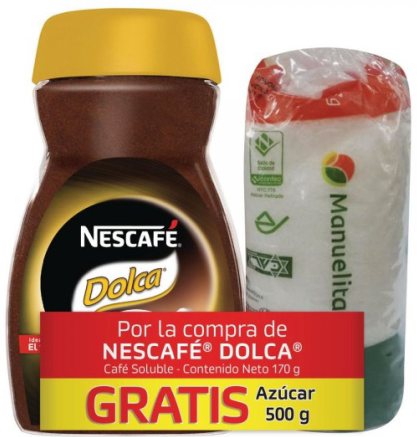 NESCAFÉ
Dolca
Manuelita
Por la compra de
NESCAFÉ® DOLCA®
Café Soluble - Contenido Neto 170 g
GRATIS Azúcar
500 g